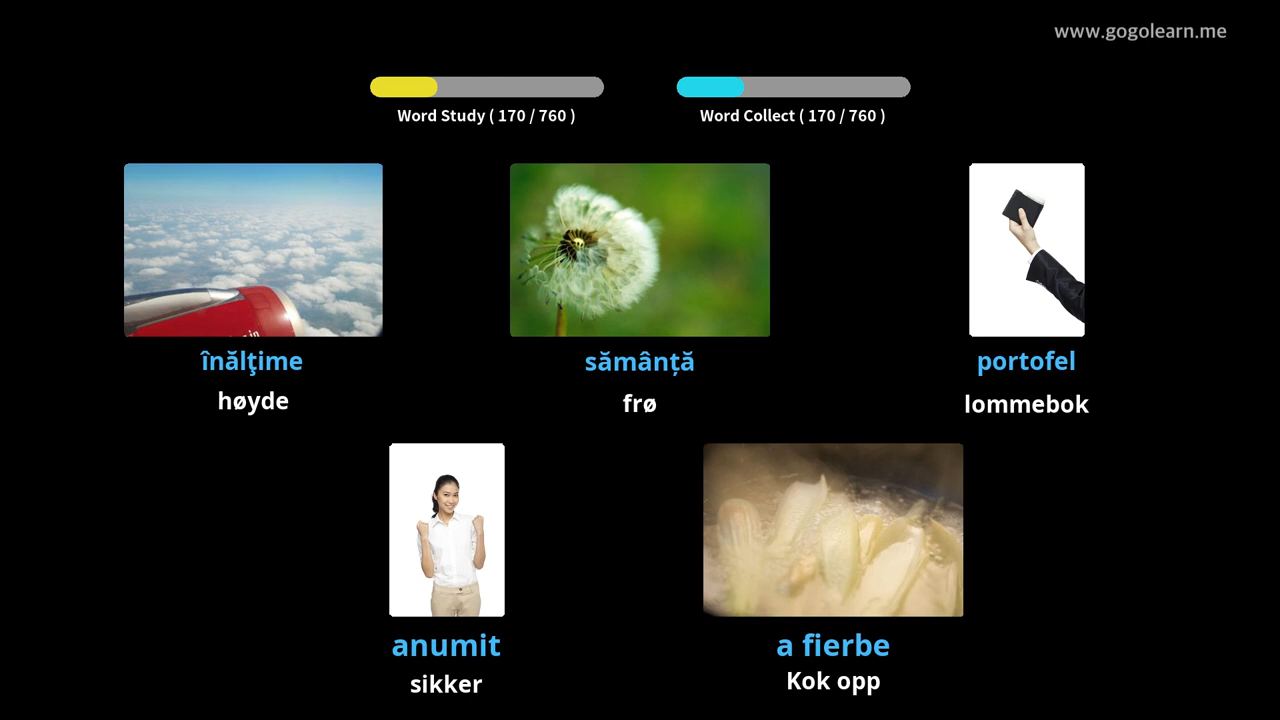 www.gogolearn.me
Word Study ( 170 / 760 )
Word Collect ( 170 / 760 )
înălţime
høyde
sămânță
frø
portofel
lommebok
anumit
sikker
a fierbe
Kok opp